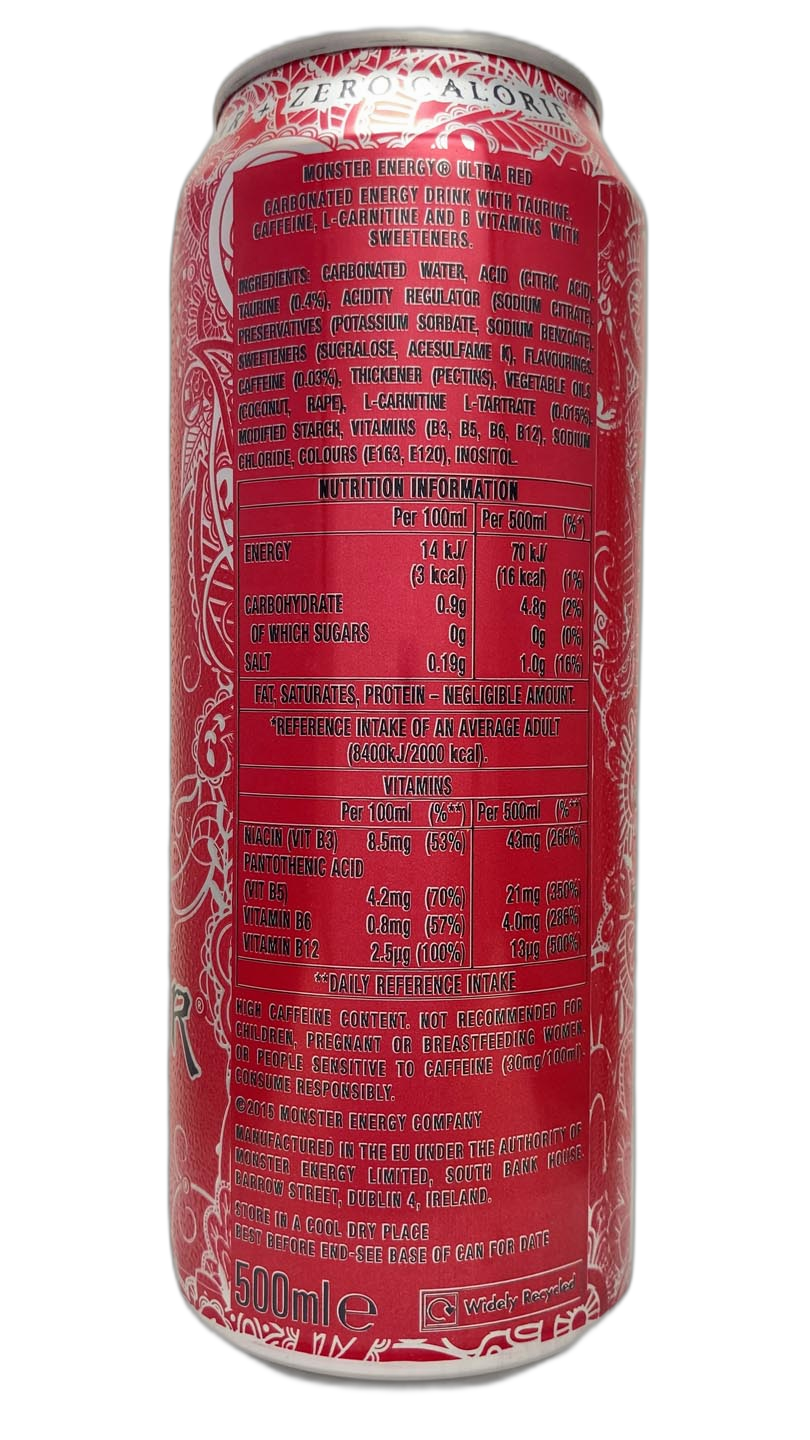 R + ZERO CALORIE
MONSTER ENERGY® ULTRA RED
CARBONATED ENERGY DRINK WITH TAURINE,
CAFFEINE, L-CARNITINE AND B VITAMINS WITH
SWEETENERS.
INGREDIENTS: CARBONATED WATER, ACID (CITRIC ACID),
TAURINE (0.4%), ACIDITY REGULATOR (SODIUM CITRATE),
PRESERVATIVES (POTASSIUM SORBATE, SODIUM BENZOATE),
SWEETENERS (SUCRALOSE, ACESULFAME K), FLAVOURINGS,
CAFFEINE (0.03%), THICKENER (PECTINS), VEGETABLE OILS
(COCONUT, RAPE), L-CARNITINE L-TARTRATE (0.015%),
MODIFIED STARCH, VITAMINS (B3, B5, B6, B12), SODIUM
CHLORIDE, COLOURS (E163, E120), INOSITOL.
NUTRITION INFORMATION
Per 100ml Per 500ml (%*)
ENERGY 14 kJ/ 70 kJ/
(3 kcal) (16 kcal) (1%)
CARBOHYDRATE 0.9g 4.8g (2%)
OF WHICH SUGARS 0g 0g (0%)
SALT 0.19g 1.0g (16%)
FAT, SATURATES, PROTEIN – NEGLIGIBLE AMOUNT.
*REFERENCE INTAKE OF AN AVERAGE ADULT
(8400kJ/2000 kcal).
VITAMINS
Per 100ml (%**) Per 500ml (%**)
NIACIN (VIT B3) 8.5mg (53%) 43mg (266%)
PANTOTHENIC ACID
(VIT B5) 4.2mg (70%) 21mg (350%)
VITAMIN B6 0.8mg (57%) 4.0mg (286%)
VITAMIN B12 2.5µg (100%) 13µg (500%)
**DAILY REFERENCE INTAKE
HIGH CAFFEINE CONTENT. NOT RECOMMENDED FOR
CHILDREN, PREGNANT OR BREASTFEEDING WOMEN,
OR PEOPLE SENSITIVE TO CAFFEINE (30mg/100ml).
CONSUME RESPONSIBLY.
©2015 MONSTER ENERGY COMPANY
MANUFACTURED IN THE EU UNDER THE AUTHORITY OF
MONSTER ENERGY LIMITED, SOUTH BANK HOUSE,
BARROW STREET, DUBLIN 4, IRELAND.
STORE IN A COOL DRY PLACE
BEST BEFORE END-SEE BASE OF CAN FOR DATE
500ml e
Widely Recycled
R®